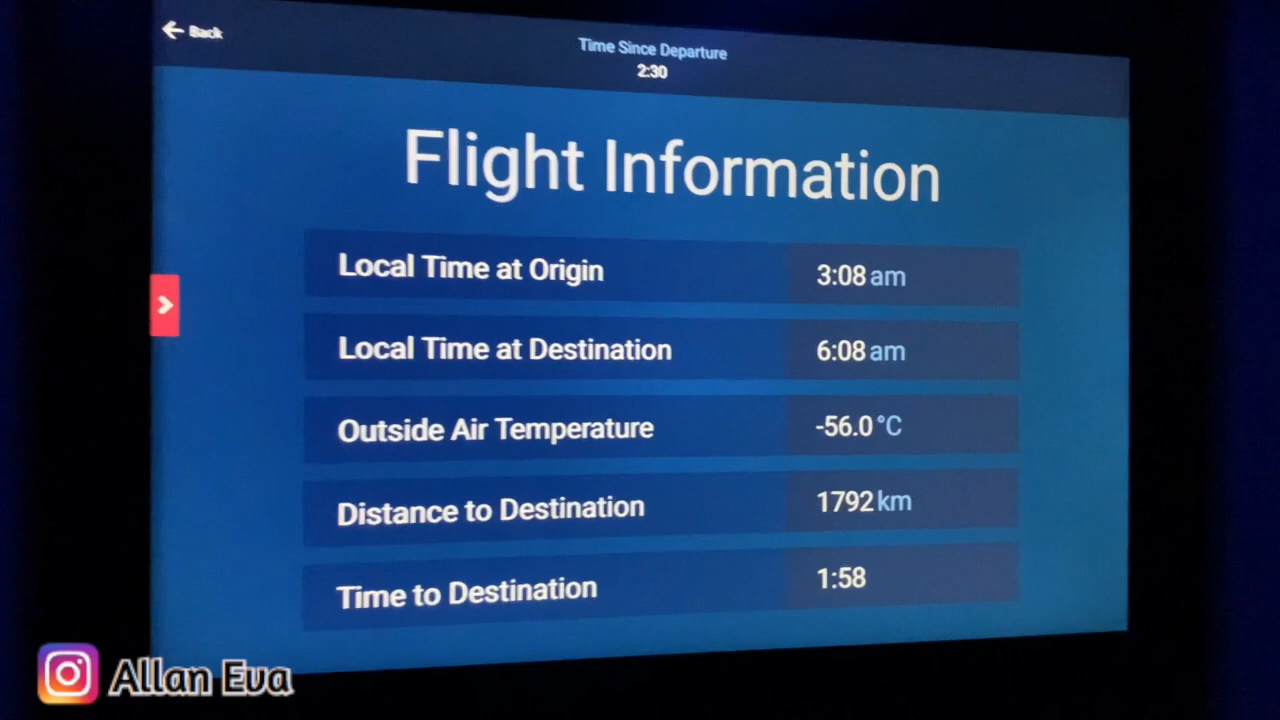 Back
Time Since Departure
2:30
Flight Information
Local Time at Origin 3:08 am
Local Time at Destination 6:08 am
Outside Air Temperature -56.0 °C
Distance to Destination 1792 km
Time to Destination 1:58
Allan Eva